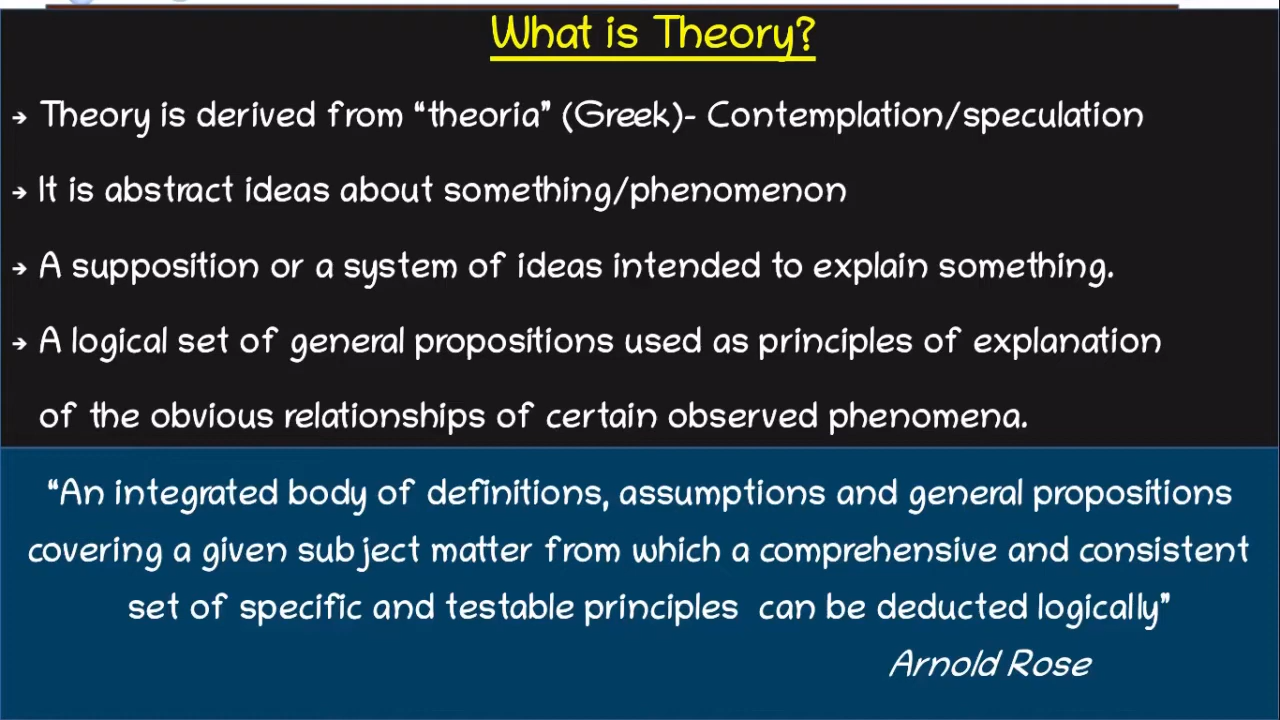 What is Theory?
→ Theory is derived from “theoria” (Greek)- Contemplation/speculation
→ It is abstract ideas about something/phenomenon
→ A supposition or a system of ideas intended to explain something.
→ A logical set of general propositions used as principles of explanation
of the obvious relationships of certain observed phenomena.
“An integrated body of definitions, assumptions and general propositions
covering a given subject matter from which a comprehensive and consistent
set of specific and testable principles can be deducted logically”
Arnold Rose